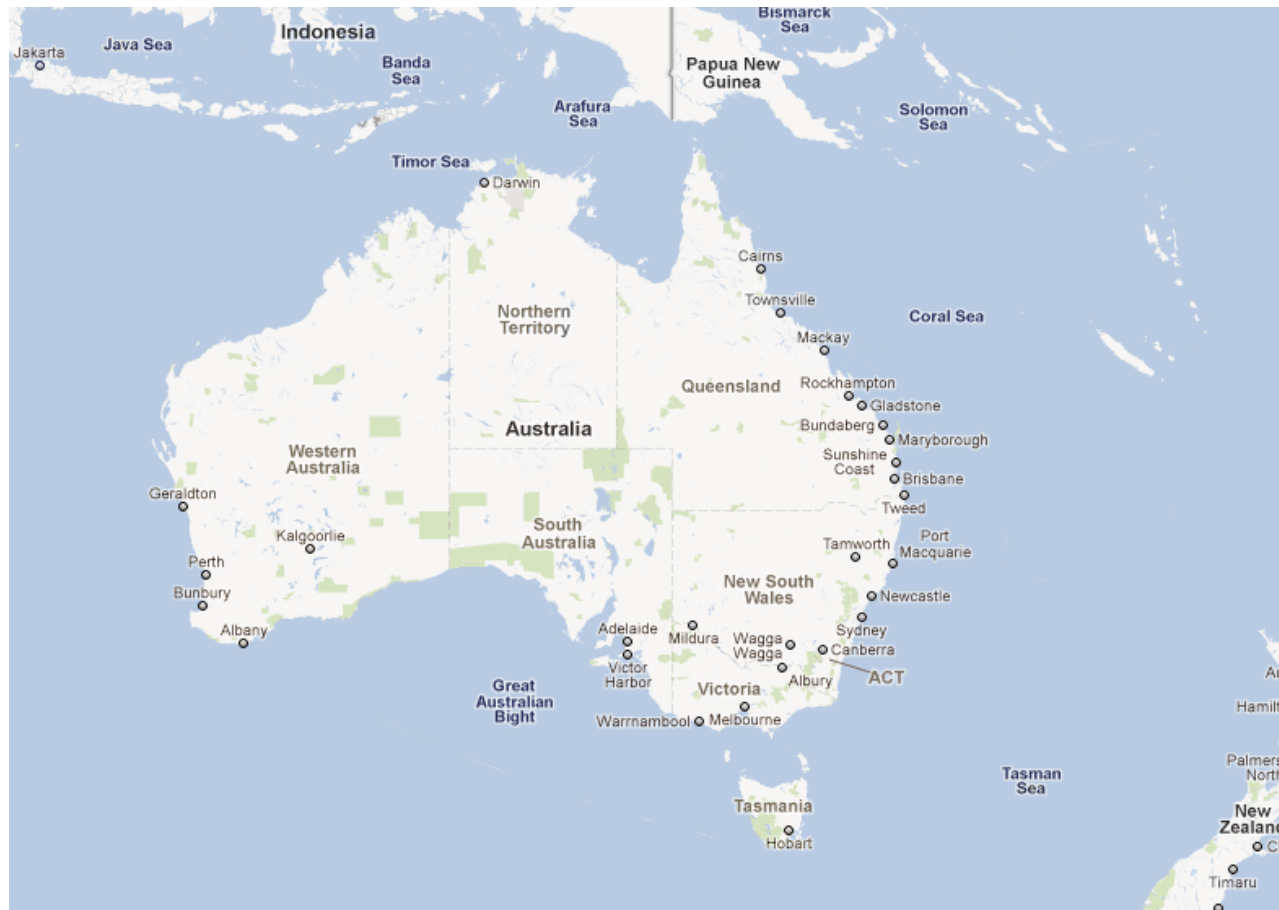 Bismarck
Sea
Indonesia
Java Sea
Jakarta
Banda
Sea
Papua New
Guinea
Arafura
Sea
Solomon
Sea
Timor Sea
Darwin
Cairns
Northern
Territory
Townsville
Coral Sea
Mackay
Queensland
Rockhampton
Gladstone
Australia
Bundaberg
Maryborough
Western
Australia
Sunshine
Coast
Brisbane
Geraldton
Tweed
South
Australia
Kalgoorlie
Tamworth
Port
Macquarie
Perth
New South
Wales
Bunbury
Newcastle
Albany
Adelaide
Mildura
Wagga
Wagga
Sydney
Canberra
Victor
Harbor
Albury
ACT
Great
Australian
Bight
Victoria
Warrnambool
Melbourne
Au
Hamilt
Tasman
Sea
Palmers
North
Tasmania
Hobart
New
Zealand
C
Timaru